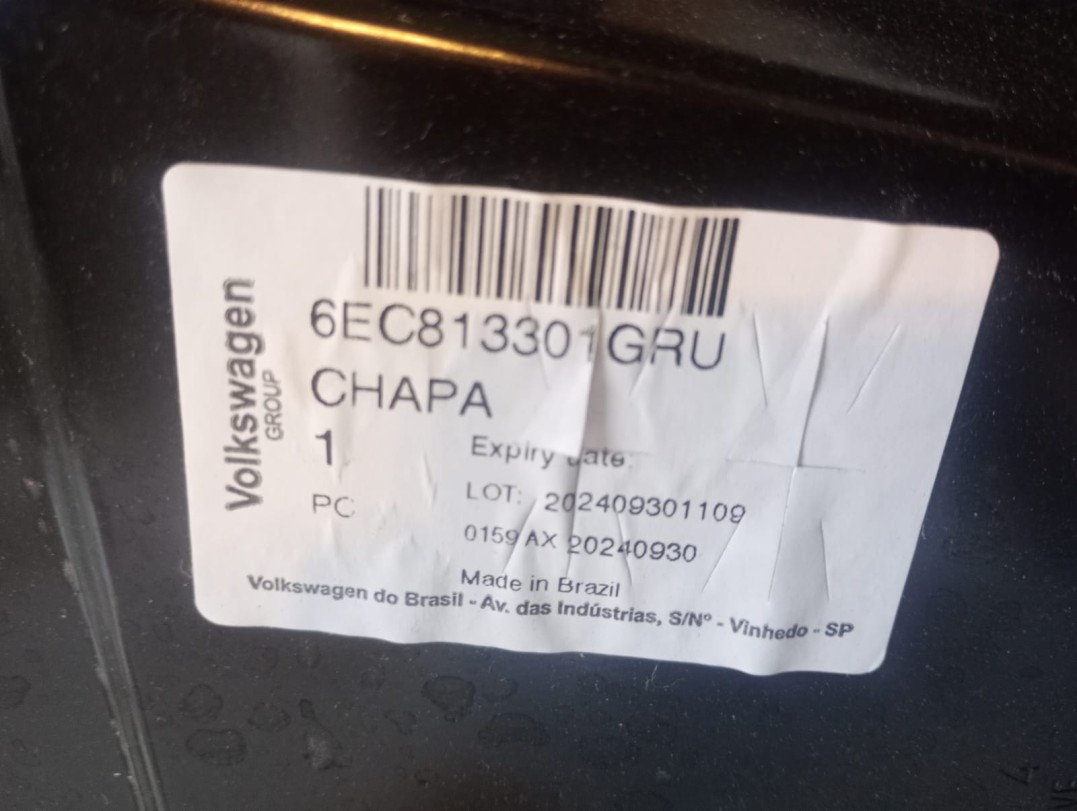 6EC813301GRU
CHAPA
1
PC
Expiry date:
LOT: 202409301109
0159 AX 20240930
Made in Brazil
Volkswagen do Brasil - Av. das Indústrias, S/Nº - Vinhedo - SP
Volkswagen
GROUP